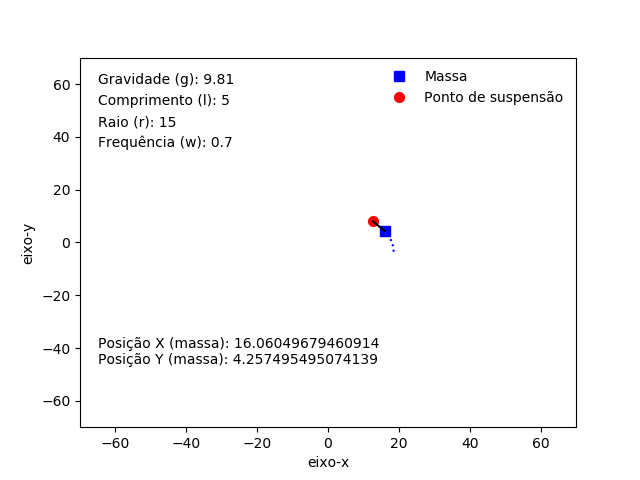 Gravidade (g): 9.81
Comprimento (l): 5
Raio (r): 15
Frequência (w): 0.7
Massa
Ponto de suspensão
60
40
20
0
−20
−40
−60
eixo-y
Posição X (massa): 16.06049679460914
Posição Y (massa): 4.257495495074139
−60 −40 −20 0 20 40 60
eixo-x